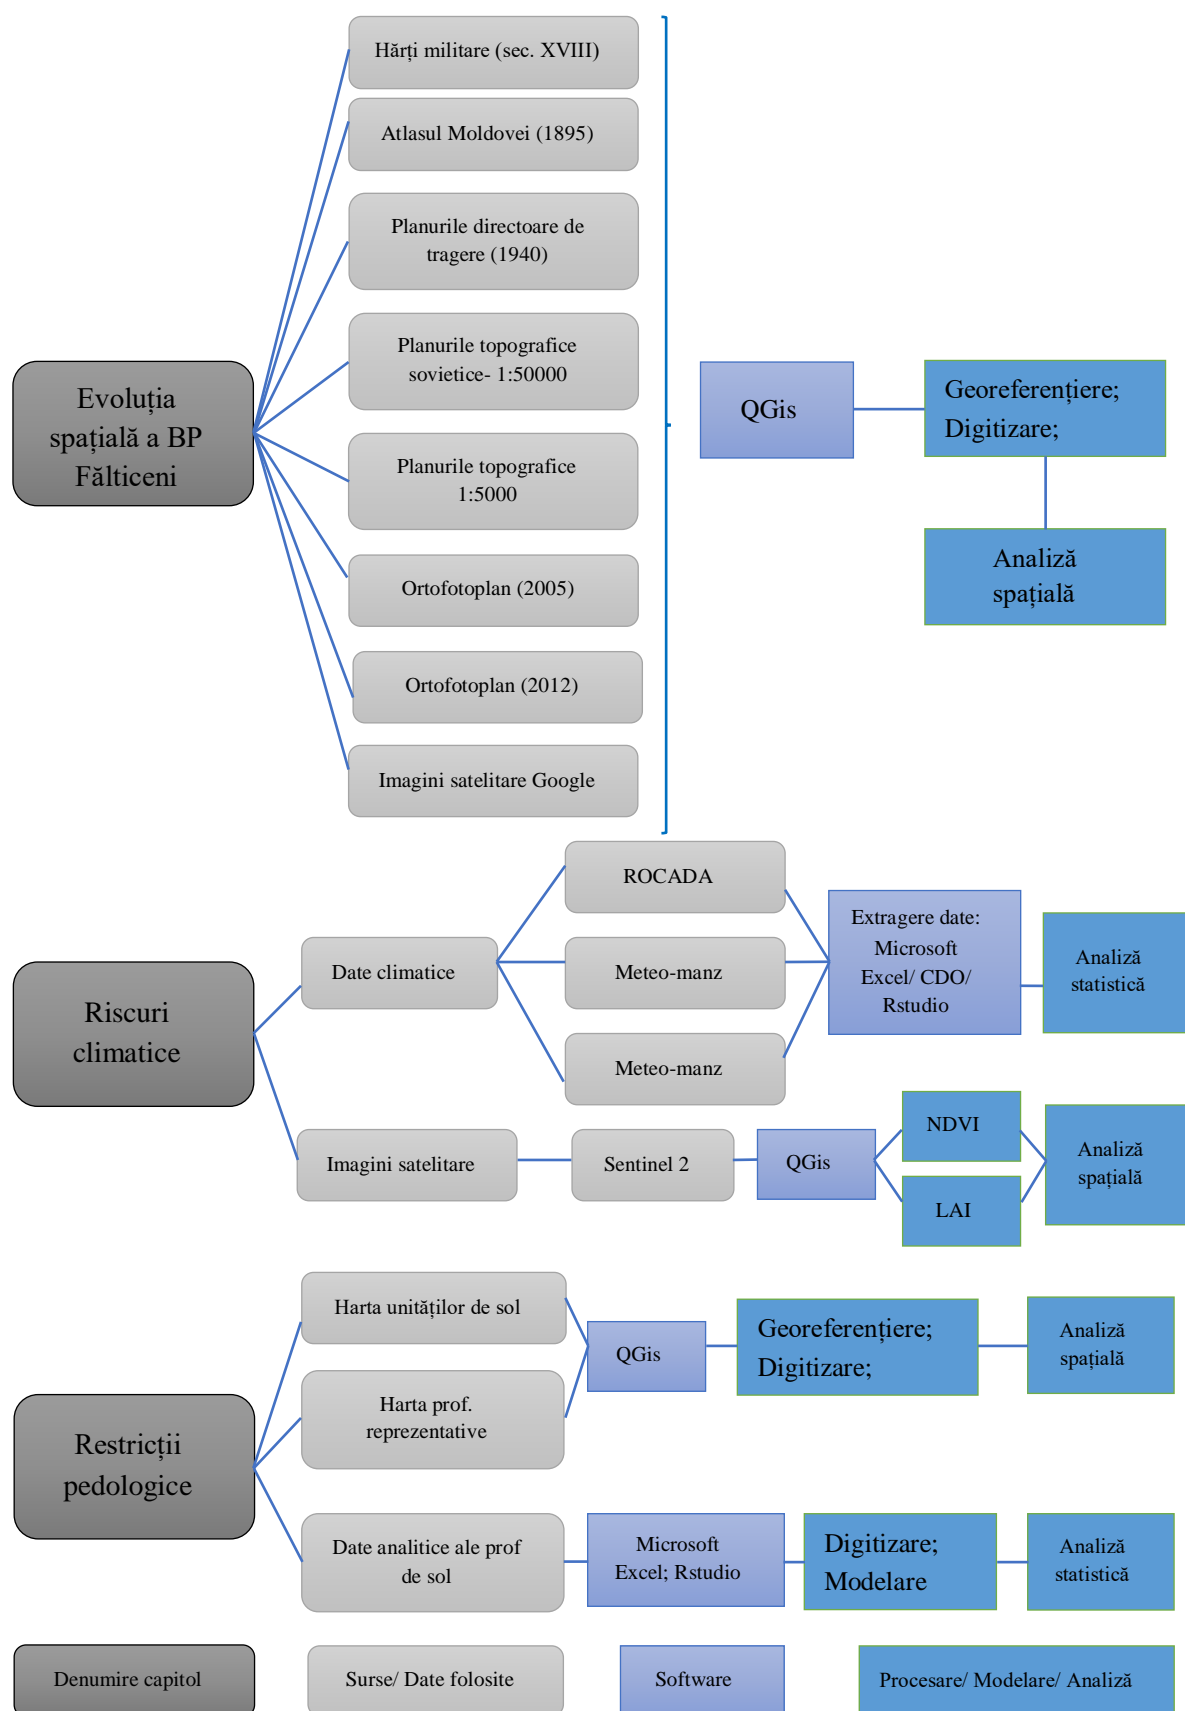 Hărți militare (sec. XVIII)
Atlasul Moldovei (1895)
Planurile directoare de
tragere (1940)
Planurile topografice
sovietice- 1:50000
Planurile topografice
1:5000
Ortofotoplan (2005)
Ortofotoplan (2012)
Imagini satelitare Google
Evoluția
spațială a BP
Fălticeni
QGis
Georeferențiere;
Digitizare;
Analiză
spațială
Riscuri
climatice
Date climatice
ROCADA
Meteo-manz
Meteo-manz
Extragere date:
Microsoft
Excel/ CDO/
Rstudio
Analiză
statistică
Imagini satelitare
Sentinel 2
QGis
NDVI
LAI
Analiză
spațială
Restricții
pedologice
Harta unităților de sol
Harta prof.
reprezentative
QGis
Georeferențiere;
Digitizare;
Analiză
spațială
Date analitice ale prof
de sol
Microsoft
Excel; Rstudio
Digitizare;
Modelare
Analiză
statistică
Denumire capitol
Surse/ Date folosite
Software
Procesare/ Modelare/ Analiză